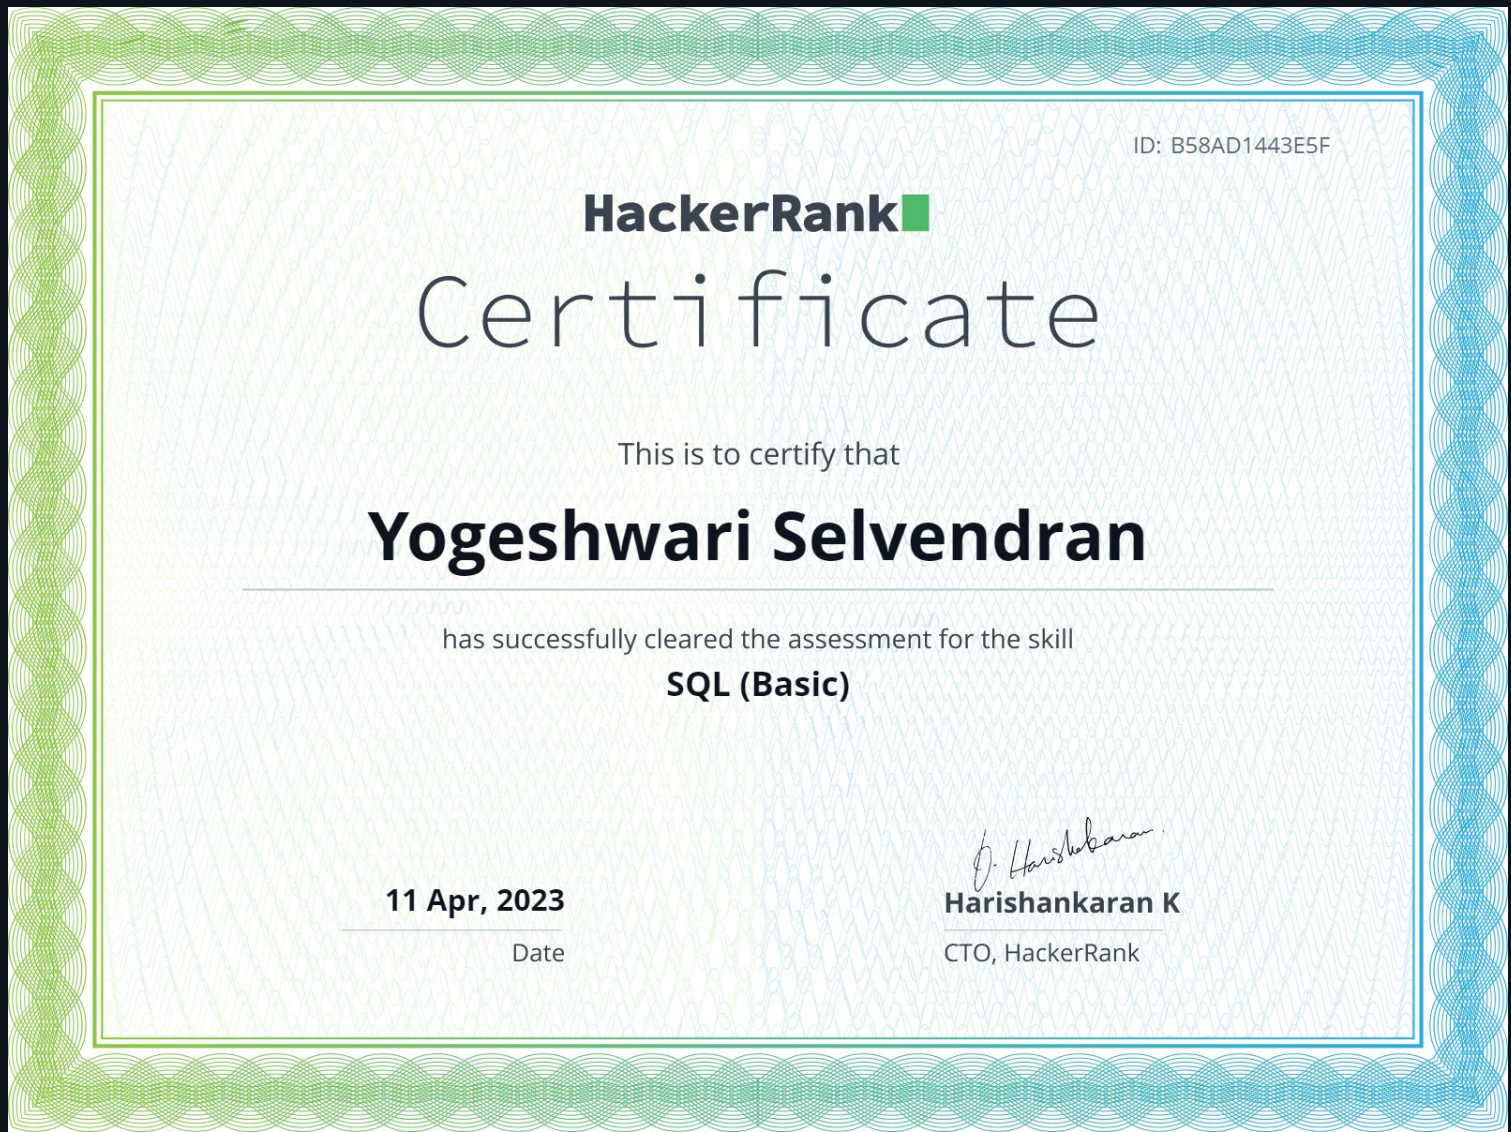 ID: B58AD1443E5F
HackerRank
Certificate
This is to certify that
Yogeshwari Selvendran
has successfully cleared the assessment for the skill
SQL (Basic)
11 Apr, 2023
Date
Harishankaran K
CTO, HackerRank